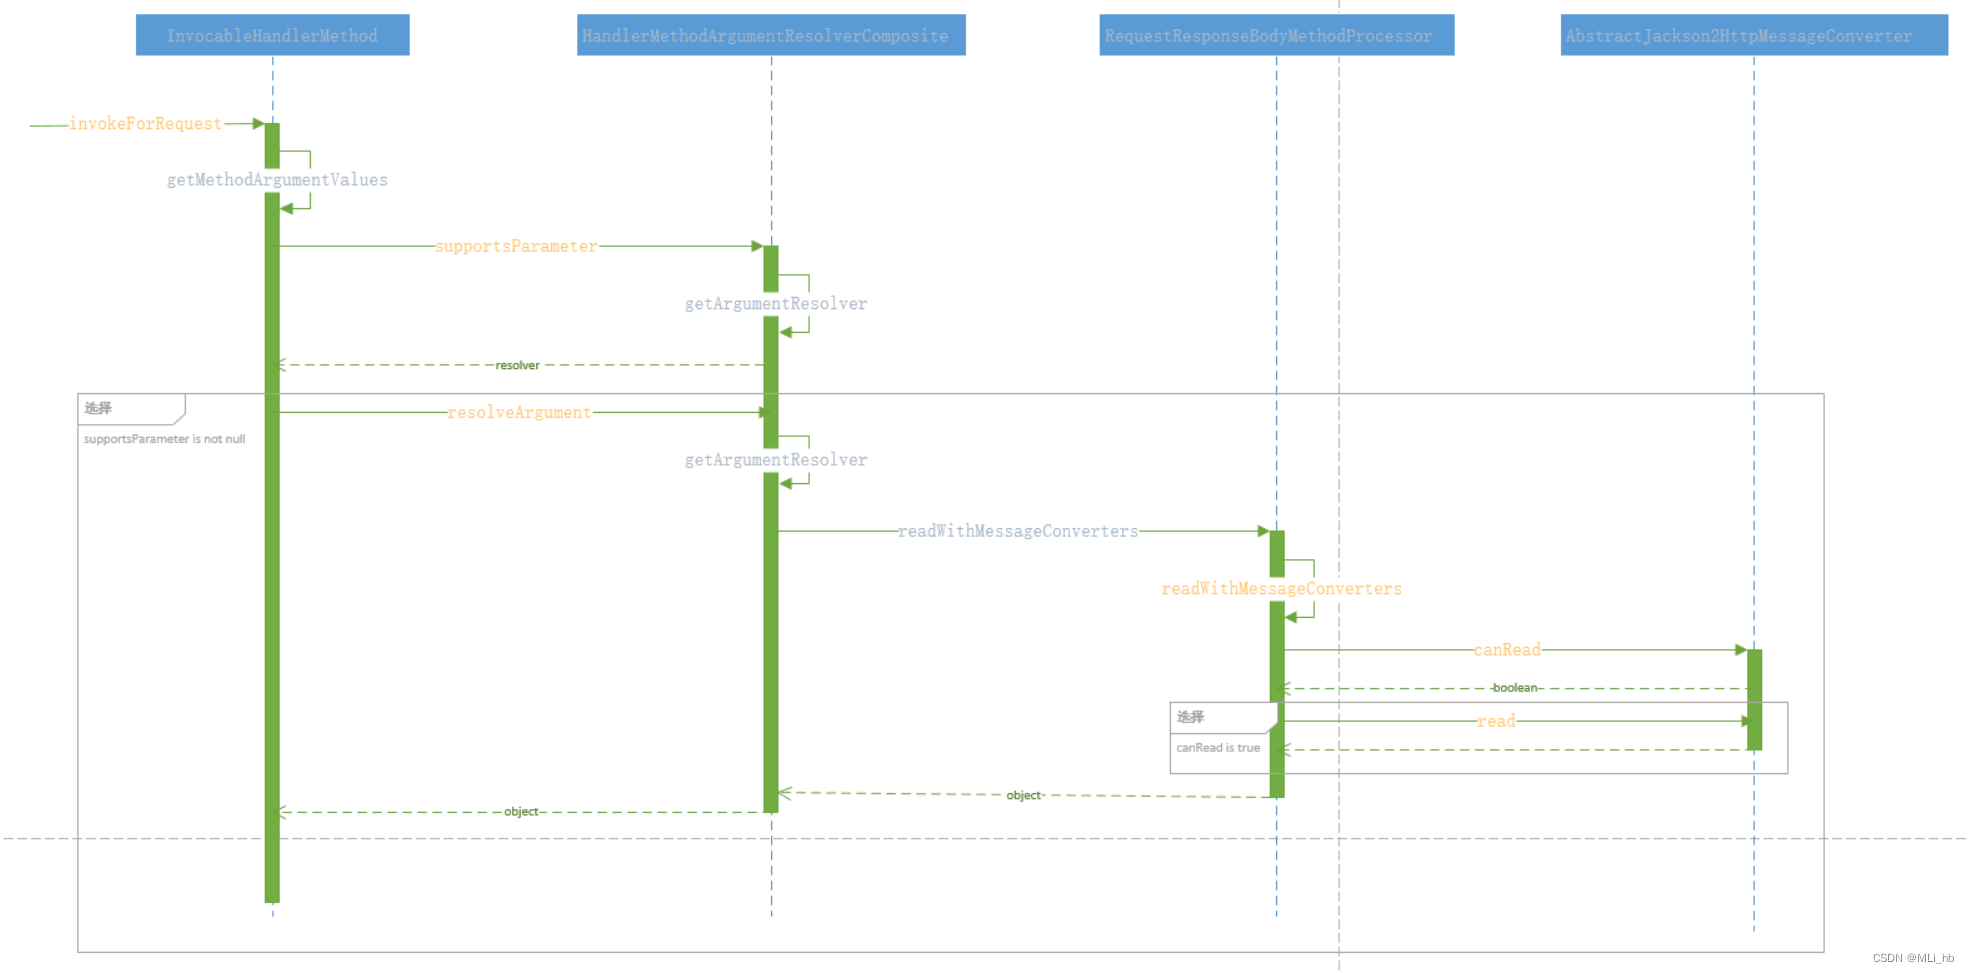 InvocableHandlerMethod
HandlerMethodArgumentResolverComposite
RequestResponseBodyMethodProcessor
AbstractJackson2HttpMessageConverter
invokeForRequest
getMethodArgumentValues
supportsParameter
getArgumentResolver
resolver
选择
resolveArgument
supportsParameter is not null
getArgumentResolver
readWithMessageConverters
readWithMessageConverters
canRead
boolean
选择
read
canRead is true
object
object
CSDN @MLi_hb